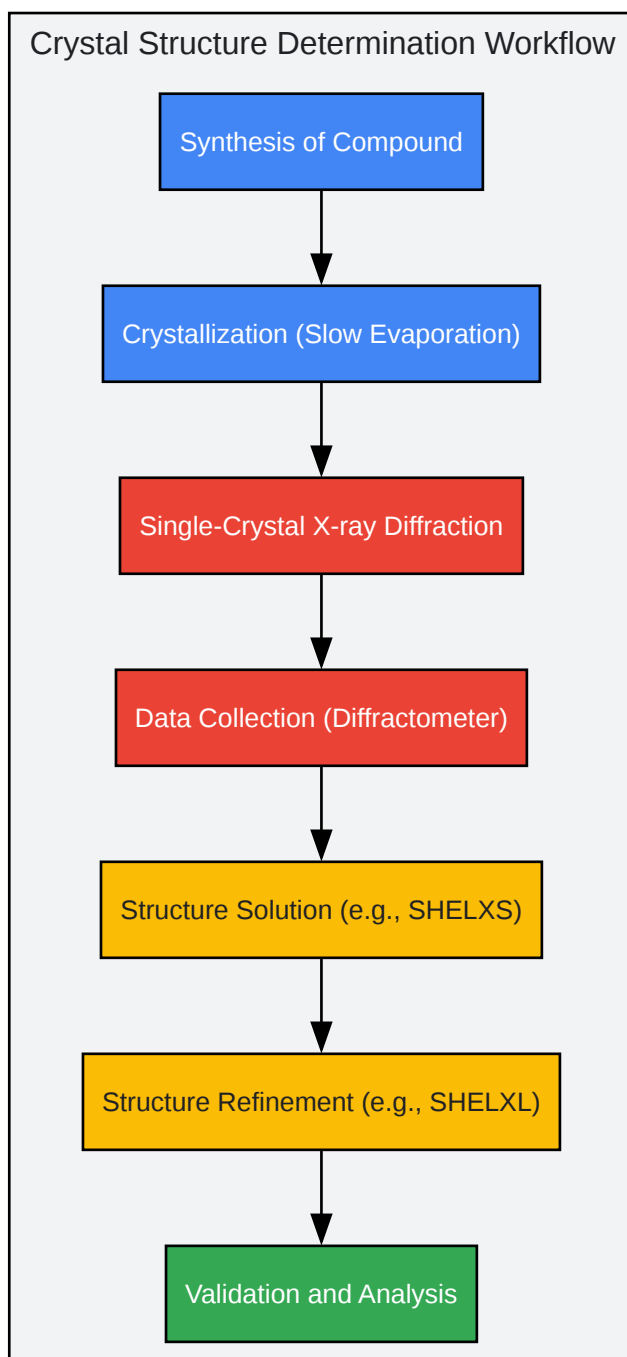 Crystal Structure Determination Workflow
Synthesis of Compound
Crystallization (Slow Evaporation)
Single-Crystal X-ray Diffraction
Data Collection (Diffractometer)
Structure Solution (e.g., SHELXS)
Structure Refinement (e.g., SHELXL)
Validation and Analysis